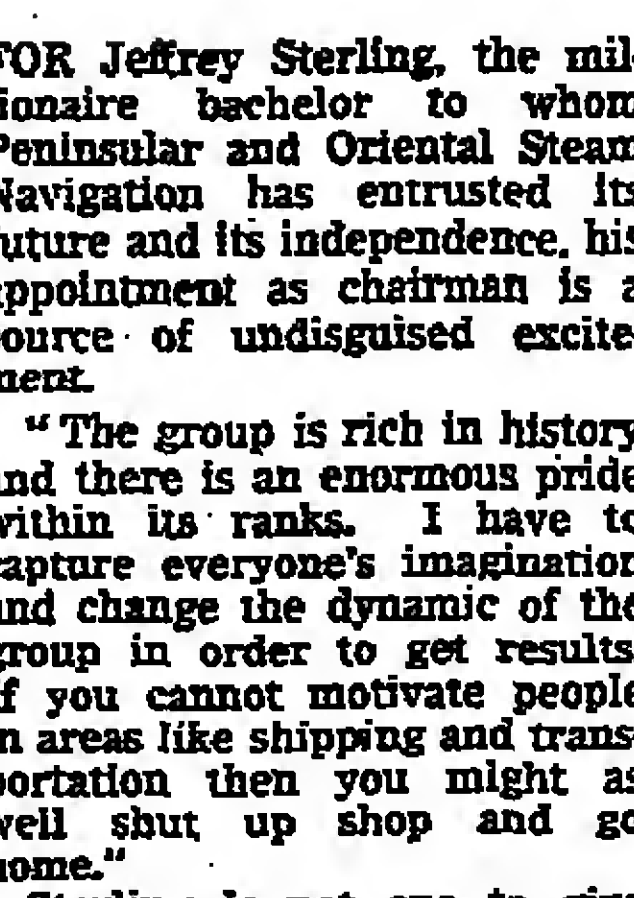 FOR Jeffrey Sterling, the mil-
lionaire bachelor to whom
Peninsular and Oriental Steam
Navigation has entrusted its
future and its independence, his
appointment as chairman is a
source of undisguised excite-
ment.
"The group is rich in history
and there is an enormous pride
within its ranks. I have to
capture everyone's imagination
and change the dynamic of the
group in order to get results.
If you cannot motivate people
in areas like shipping and trans-
portation then you might as
well shut up shop and go
home."